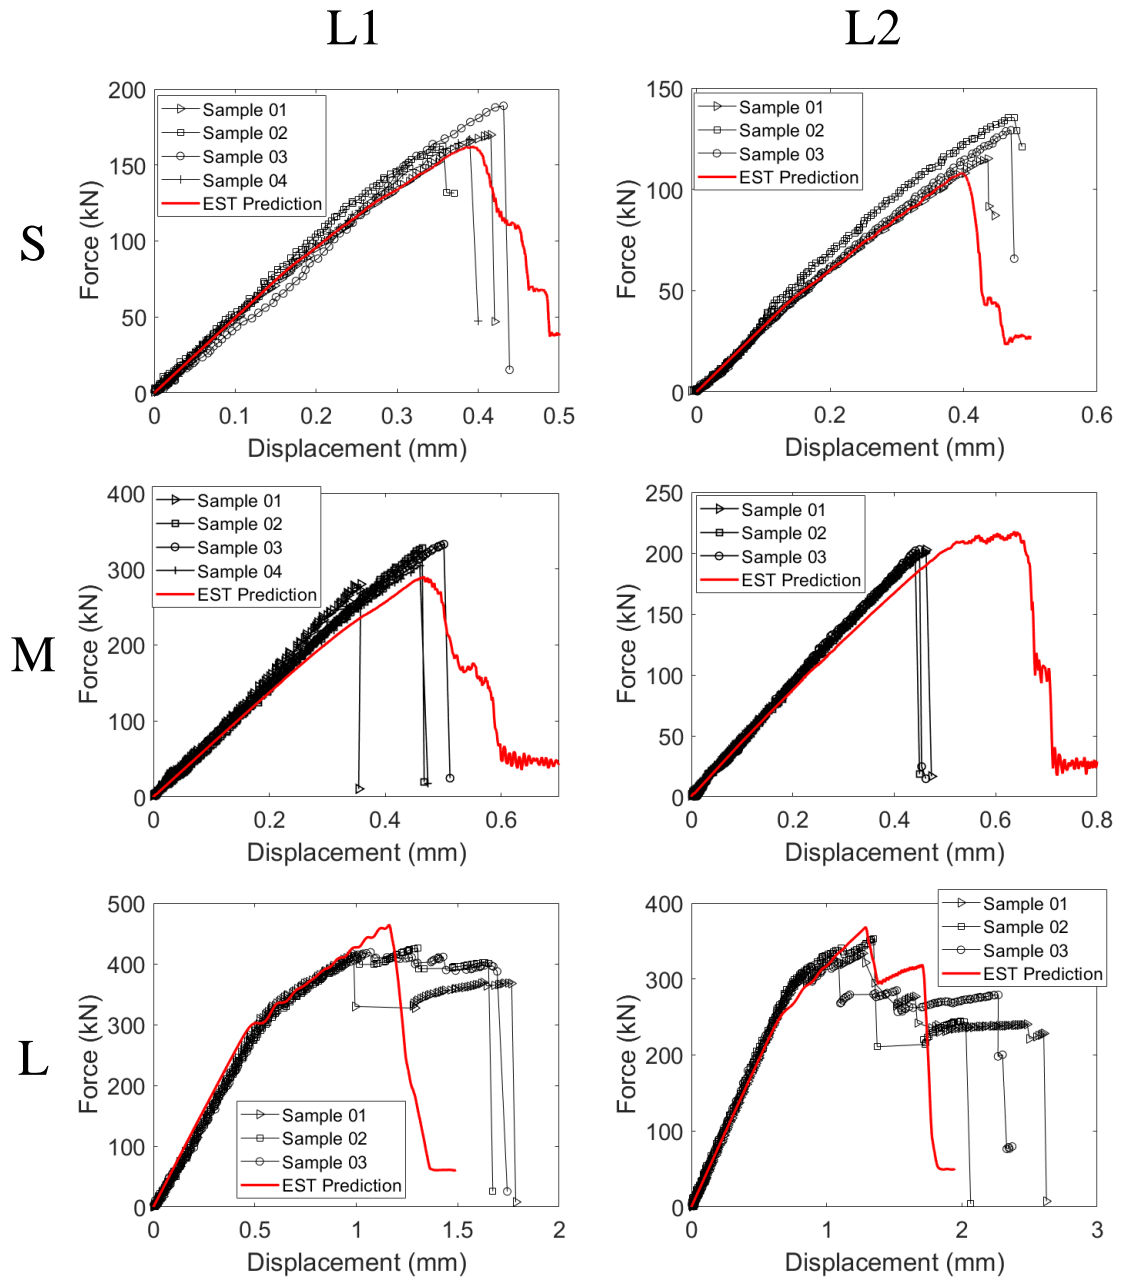 L1
L2
S
M
L
200
150
100
50
0
0
0.1
0.2
0.3
0.4
0.5
Force (kN)
Displacement (mm)
Sample 01
Sample 02
Sample 03
Sample 04
EST Prediction
150
100
50
0
0
0.2
0.4
0.6
Force (kN)
Displacement (mm)
Sample 01
Sample 02
Sample 03
EST Prediction
400
300
200
100
0
0
0.2
0.4
0.6
Force (kN)
Displacement (mm)
Sample 01
Sample 02
Sample 03
Sample 04
EST Prediction
250
200
150
100
50
0
0
0.2
0.4
0.6
0.8
Force (kN)
Displacement (mm)
Sample 01
Sample 02
Sample 03
EST Prediction
500
400
300
200
100
0
0
0.5
1
1.5
2
Force (kN)
Displacement (mm)
Sample 01
Sample 02
Sample 03
EST Prediction
400
300
200
100
0
0
1
2
3
Force (kN)
Displacement (mm)
Sample 01
Sample 02
Sample 03
EST Prediction